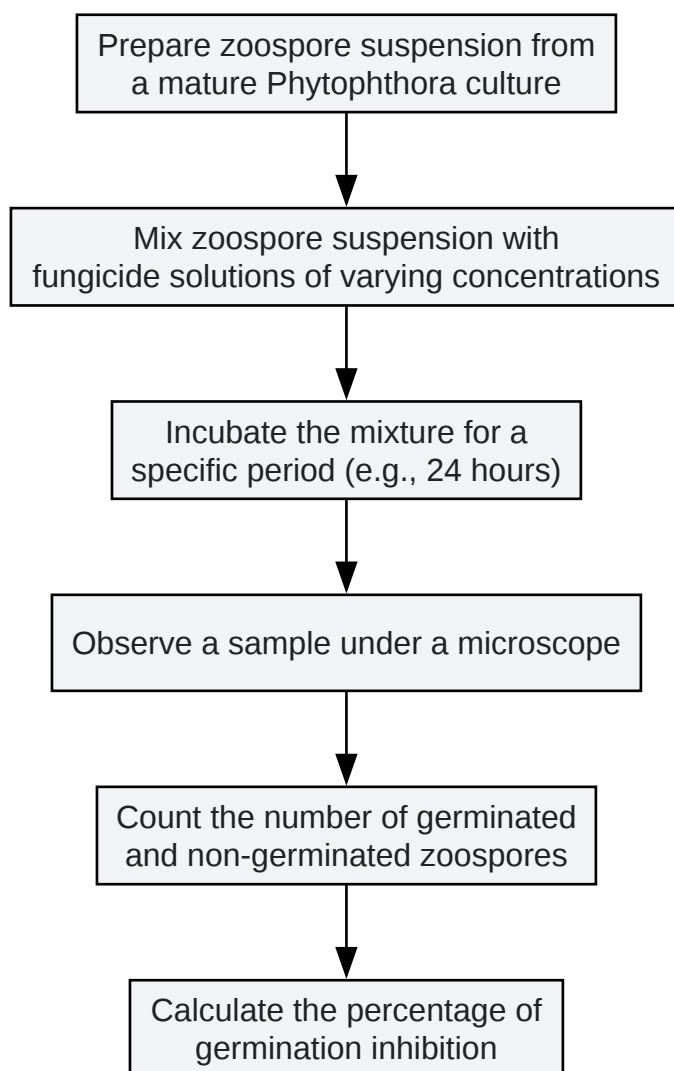 Prepare zoospore suspension from
a mature Phytophthora culture
Mix zoospore suspension with
fungicide solutions of varying concentrations
Incubate the mixture for a
specific period (e.g., 24 hours)
Observe a sample under a microscope
Count the number of germinated
and non-germinated zoospores
Calculate the percentage of
germination inhibition